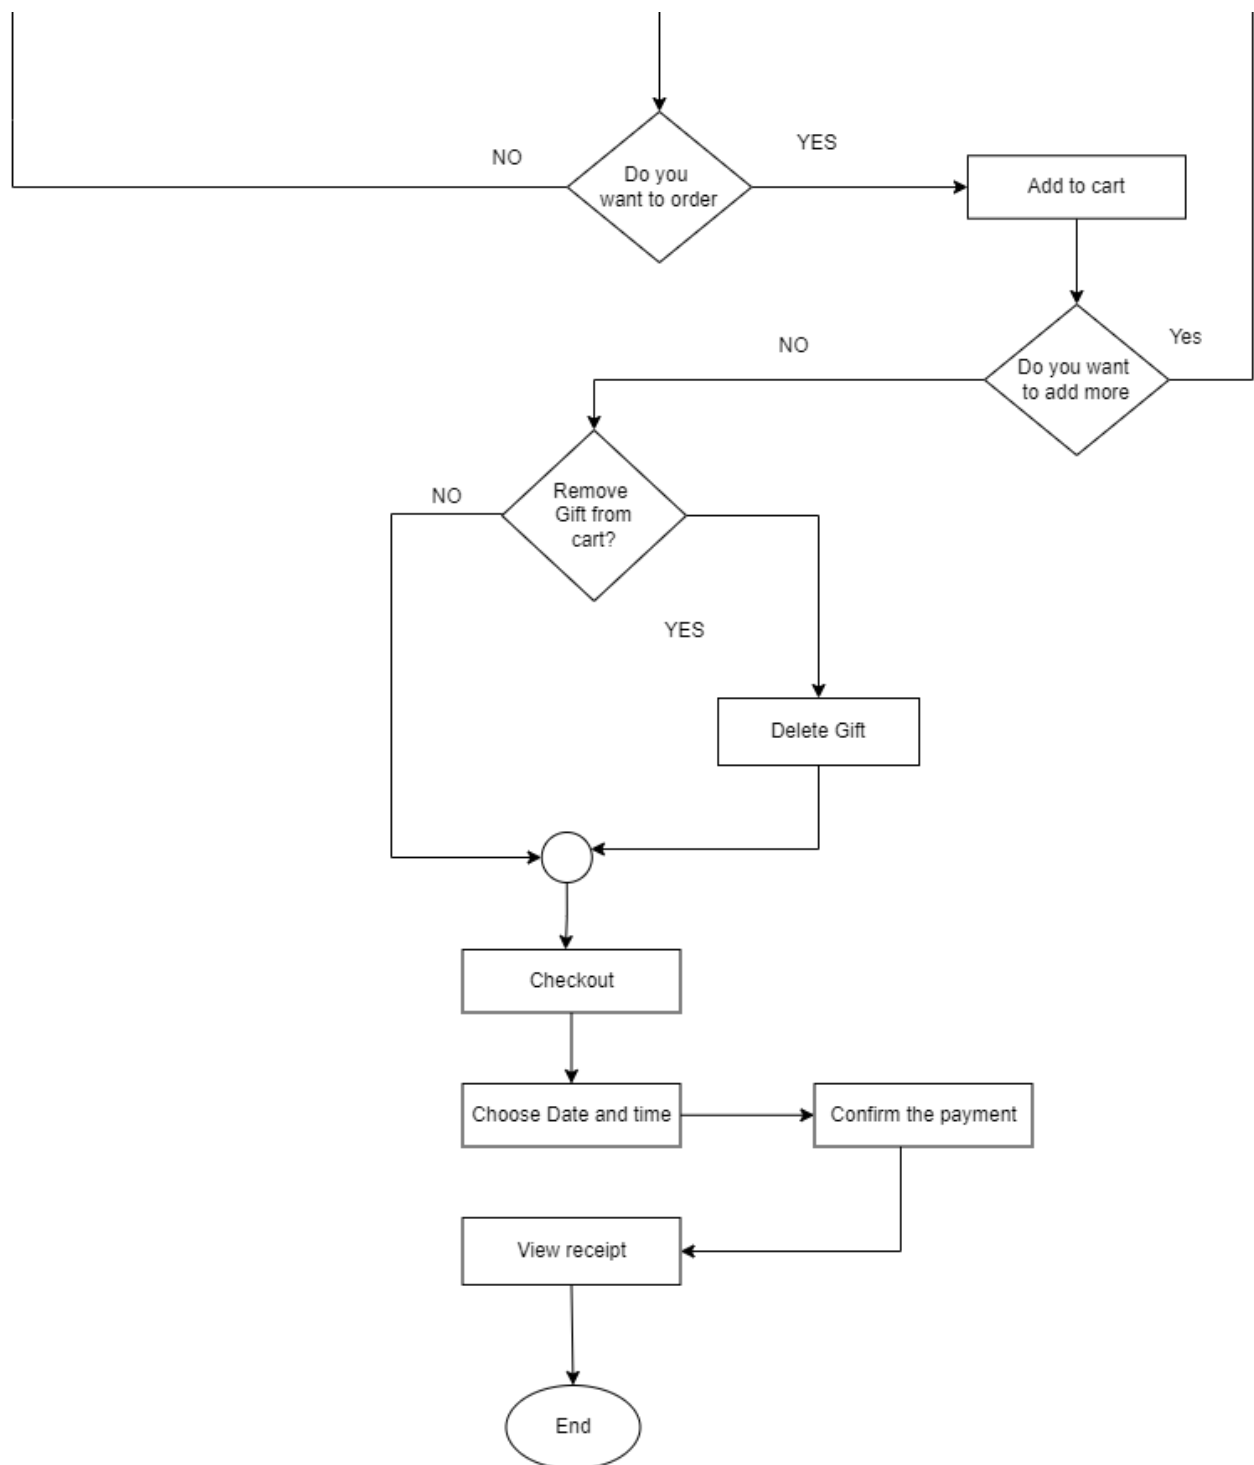 NO
YES
Do you
want to order
Add to cart
NO
Yes
Do you want
to add more
NO
Remove
Gift from
cart?
YES
Delete Gift
Checkout
Choose Date and time
Confirm the payment
View receipt
End